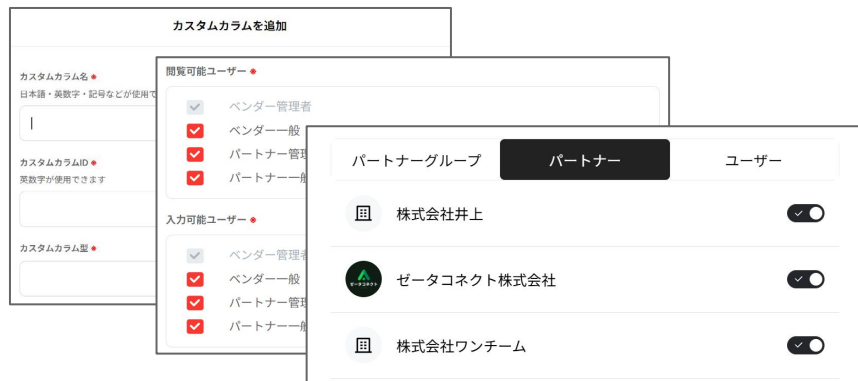 カスタムカラムを追加
カスタムカラム名 *
日本語・英数字・記号などが使用で
カスタムカラムID *
英数字が使用できます
カスタムカラム型 *
閲覧可能ユーザー *
ベンダー管理者
ベンダー一般
パートナー管理
パートナー一般
入力可能ユーザー *
ベンダー管理者
ベンダー一般
パートナー管理
パートナー一般
パートナーグループ パートナー ユーザー
株式会社井上
ゼータコネクト
ゼータコネクト株式会社
株式会社ワンチーム